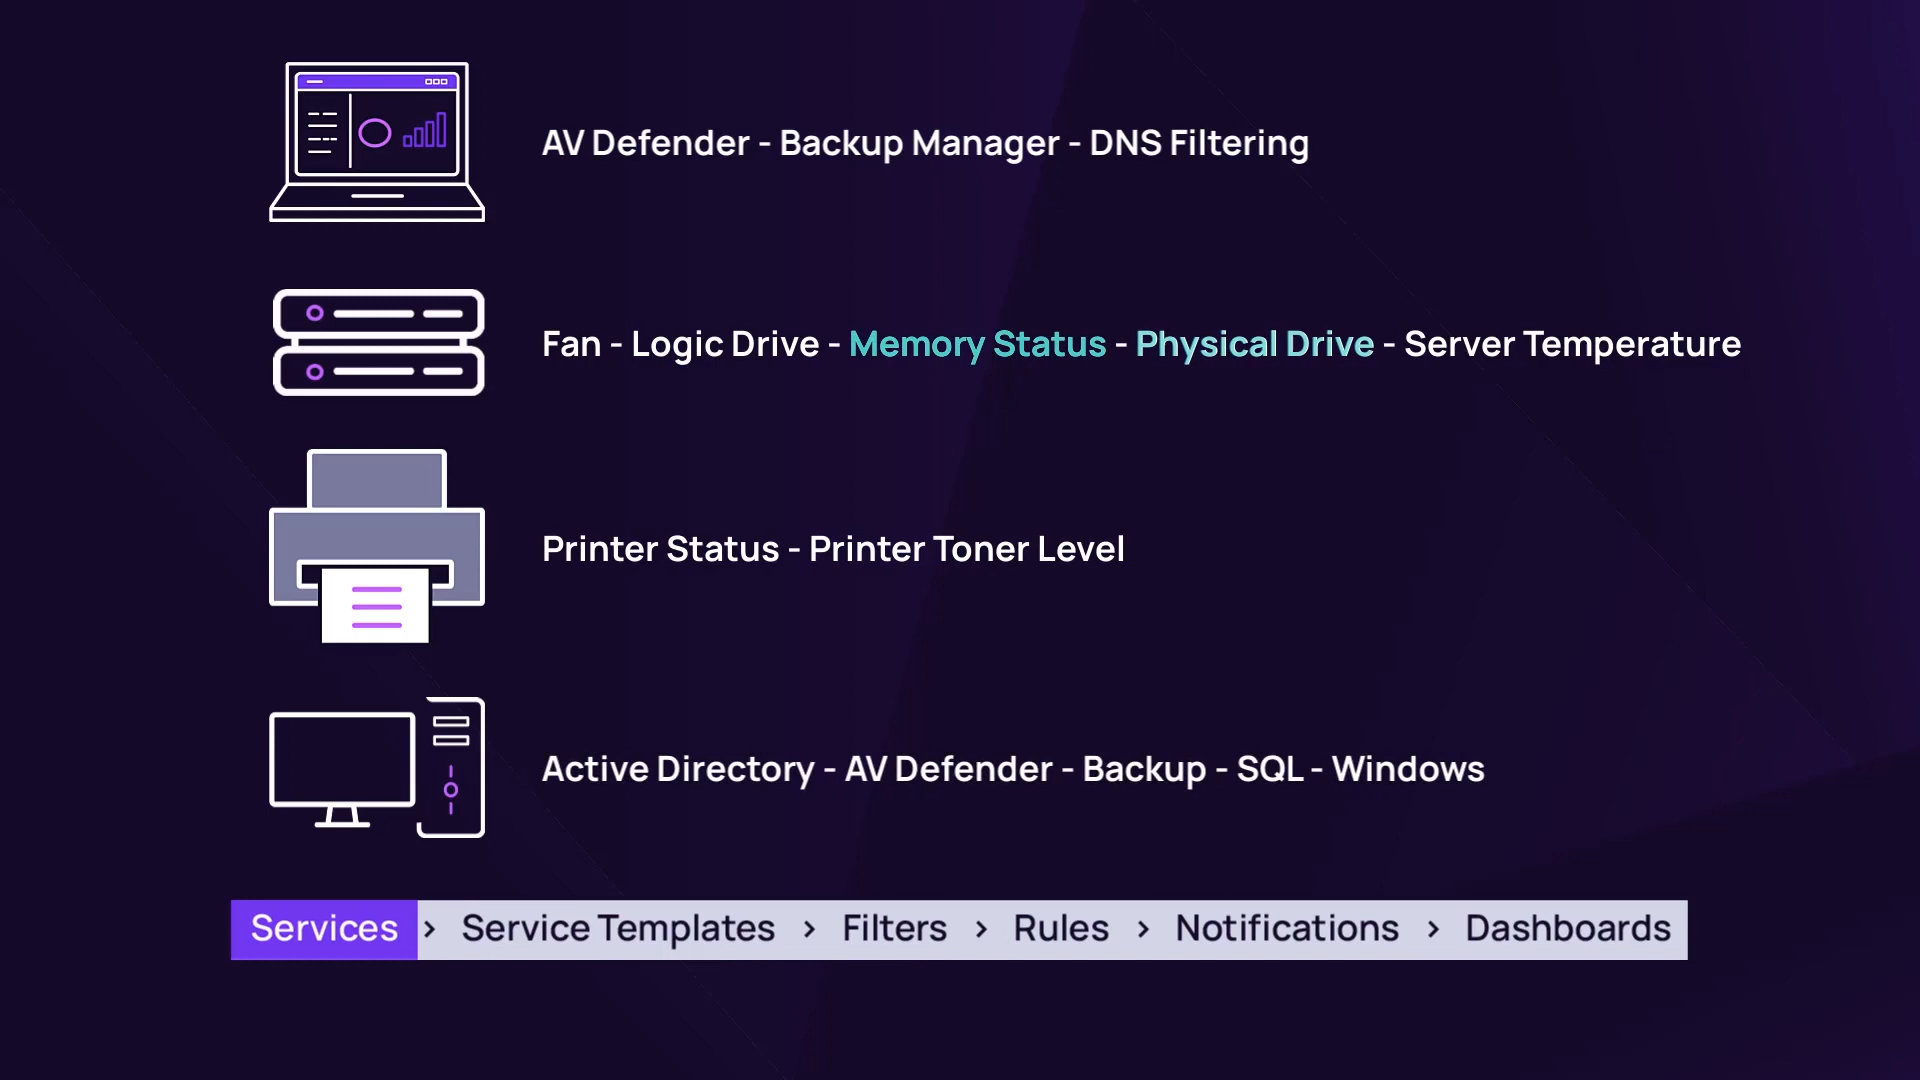 AV Defender - Backup Manager - DNS Filtering
Fan - Logic Drive - Memory Status - Physical Drive - Server Temperature
Printer Status - Printer Toner Level
Active Directory - AV Defender - Backup - SQL - Windows
Services › Service Templates › Filters › Rules › Notifications › Dashboards